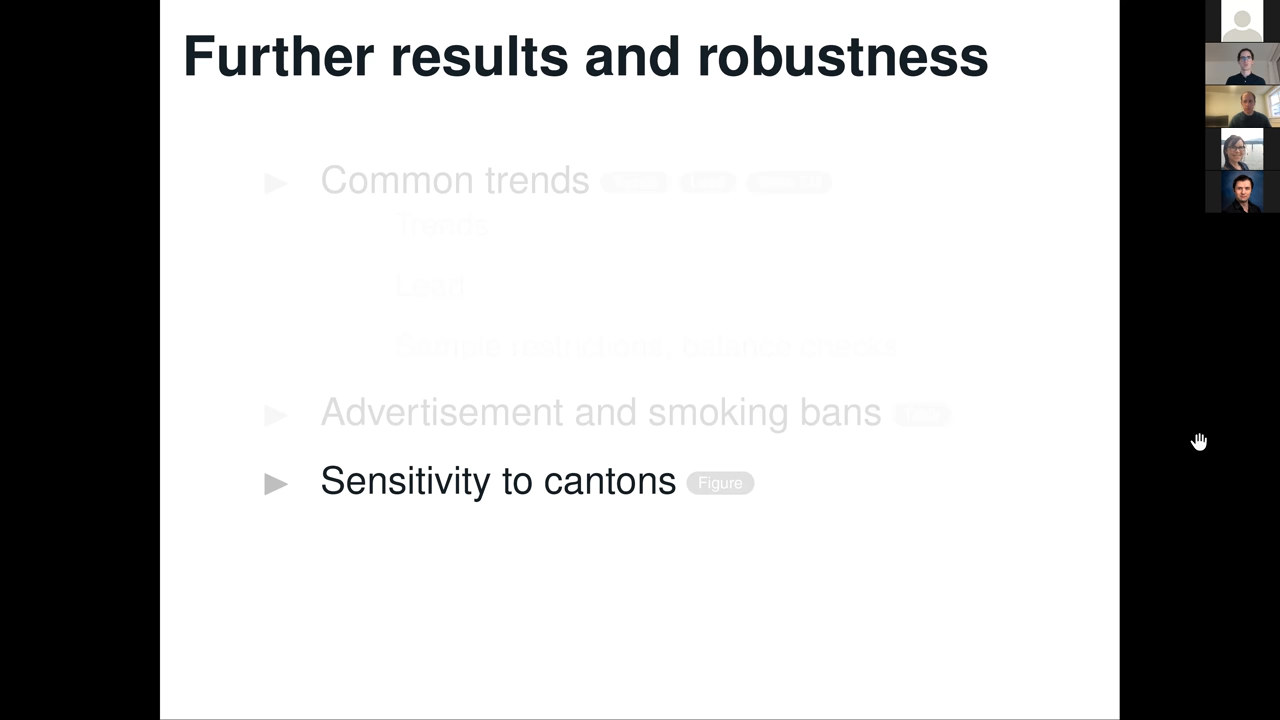 Further results and robustness
Common trends
Trends
Lead
Sample restrictions, balance checks
Advertisement and smoking bans
Sensitivity to cantons Figure